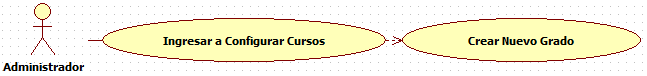 Ingresar a Configurar Cursos
Crear Nuevo Grado
Administrador